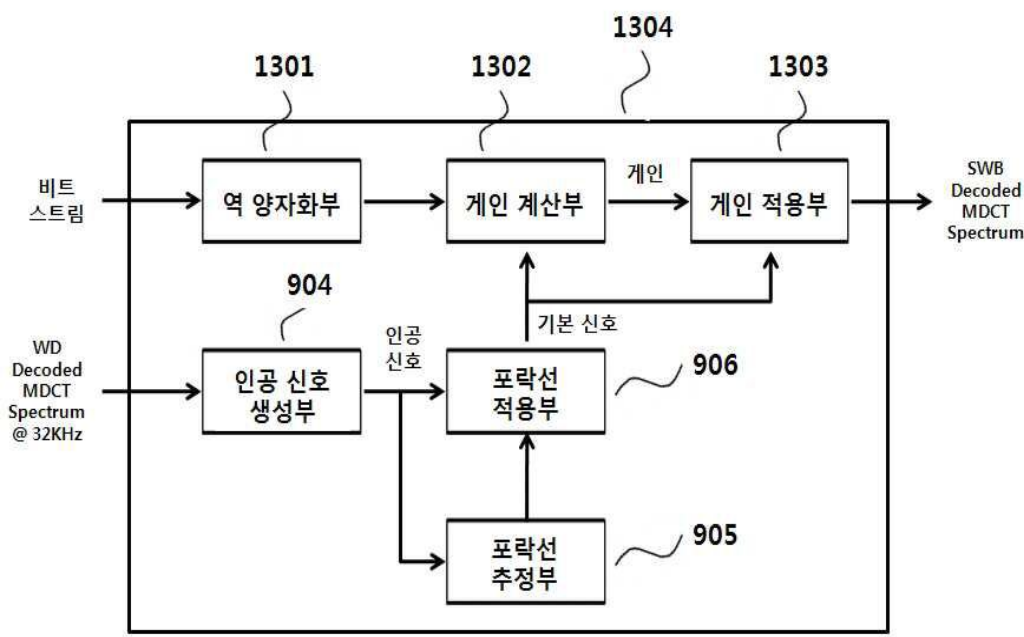 1304
1301
1302
1303
비트
스트림
역 양자화부
게인 계산부
게인
게인 적용부
SWB
Decoded
MDCT
Spectrum
904
기본 신호
WD
Decoded
MDCT
Spectrum
@ 32KHz
인공 신호
생성부
인공
신호
포락선
적용부
906
포락선
추정부
905